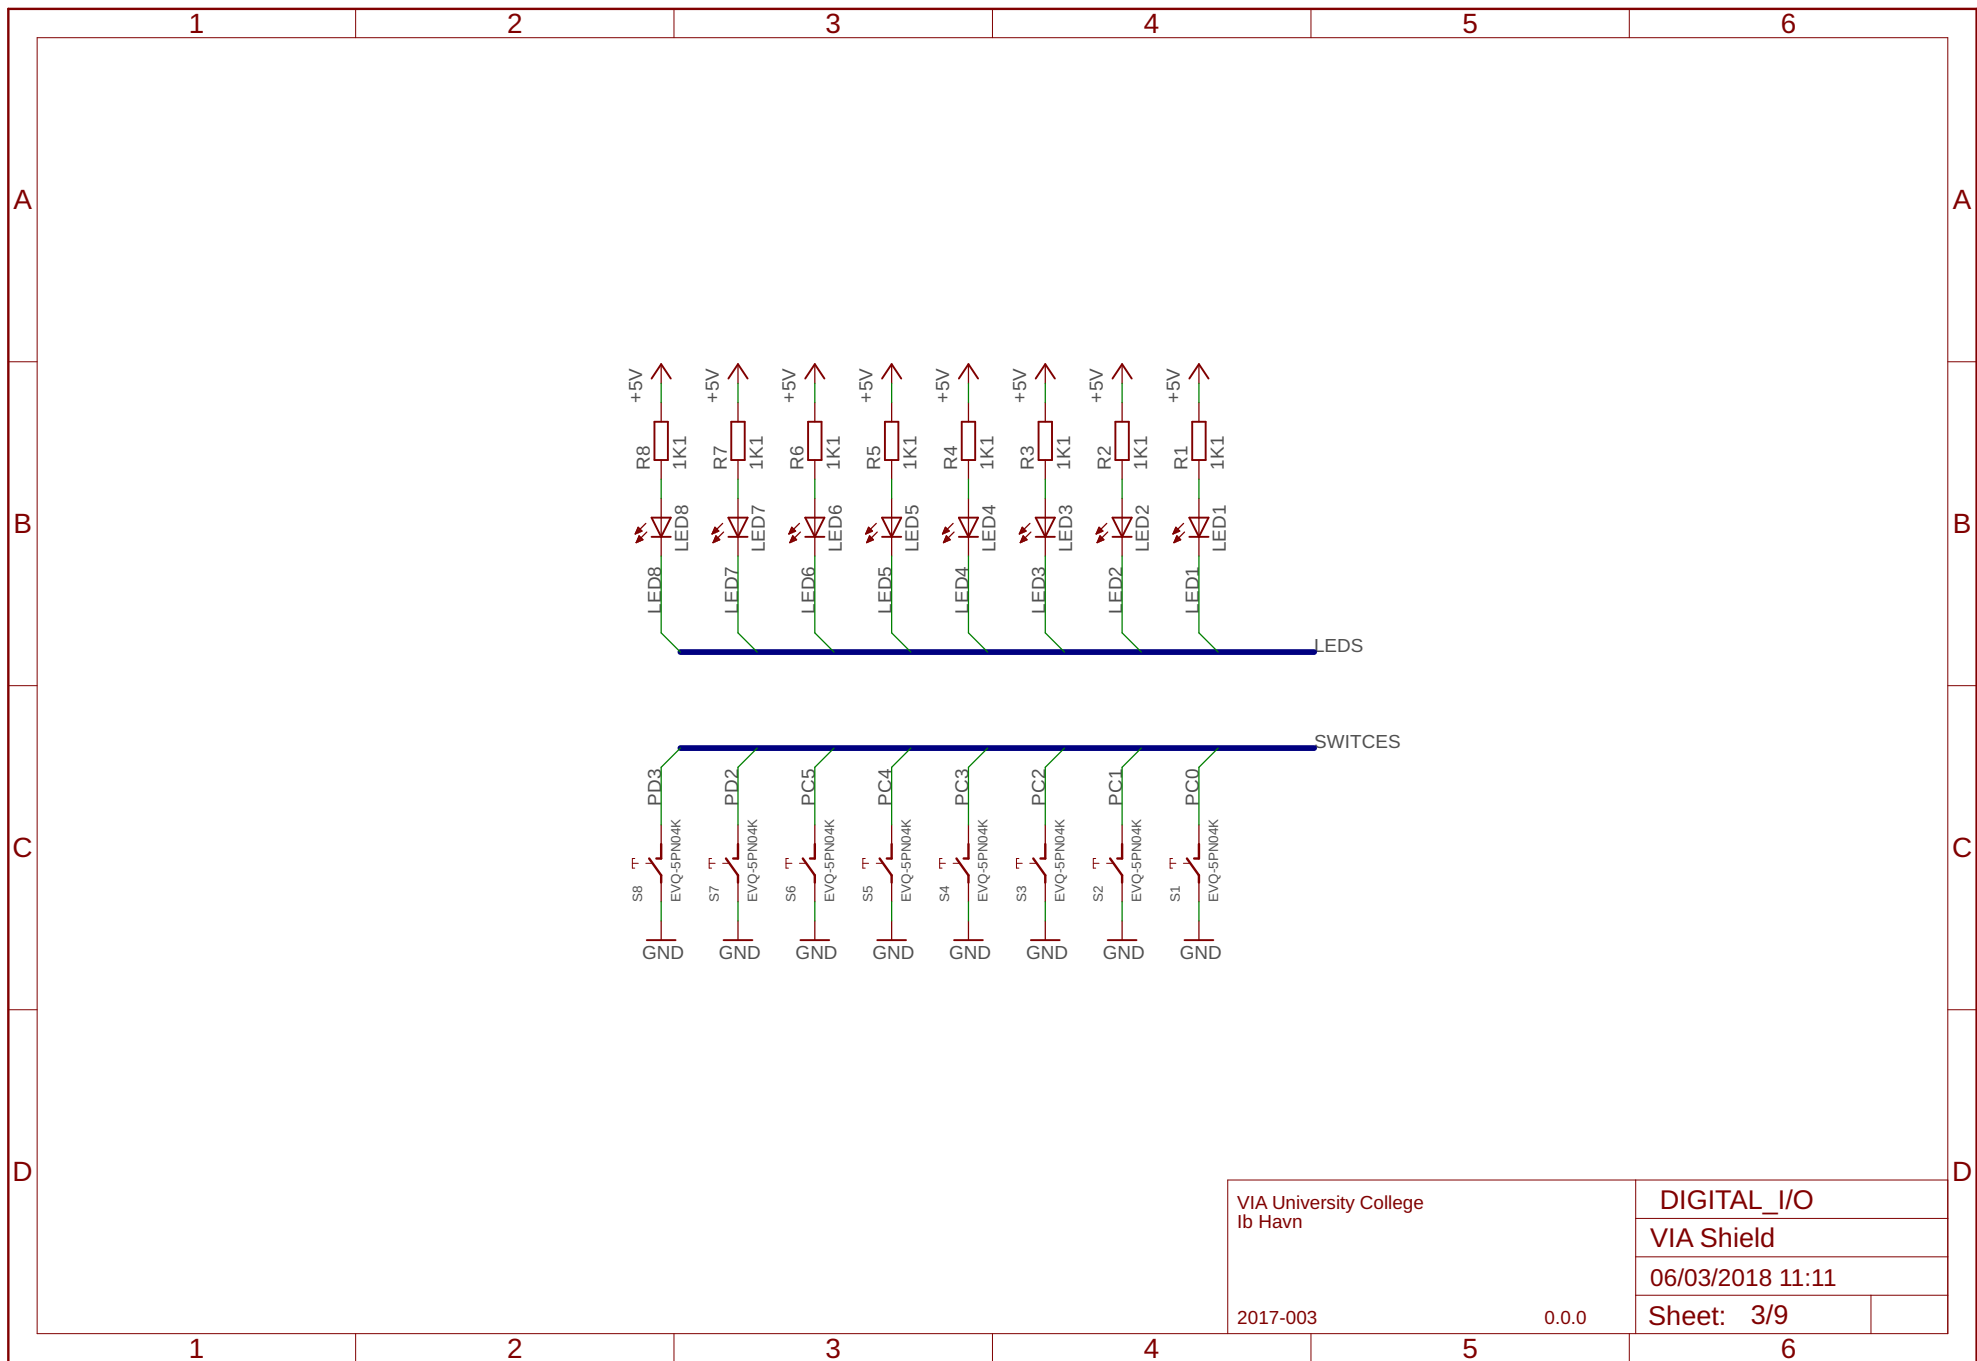 1 2 3 4 5 6
A A
+5V +5V +5V +5V +5V +5V +5V +5V
R8 1K1 R7 1K1 R6 1K1 R5 1K1 R4 1K1 R3 1K1 R2 1K1 R1 1K1
B B
LED8 LED7 LED6 LED5 LED4 LED3 LED2 LED1
LED8 LED7 LED6 LED5 LED4 LED3 LED2 LED1
LEDS
SWITCES
PD3 PD2 PC5 PC4 PC3 PC2 PC1 PC0
C C
S8 EVQ-5PN04K S7 EVQ-5PN04K S6 EVQ-5PN04K S5 EVQ-5PN04K S4 EVQ-5PN04K S3 EVQ-5PN04K S2 EVQ-5PN04K S1 EVQ-5PN04K
GND GND GND GND GND GND GND GND
D D
VIA University College
Ib Havn
2017-003 0.0.0
DIGITAL_I/O
VIA Shield
06/03/2018 11:11
Sheet: 3/9
1 2 3 4 5 6